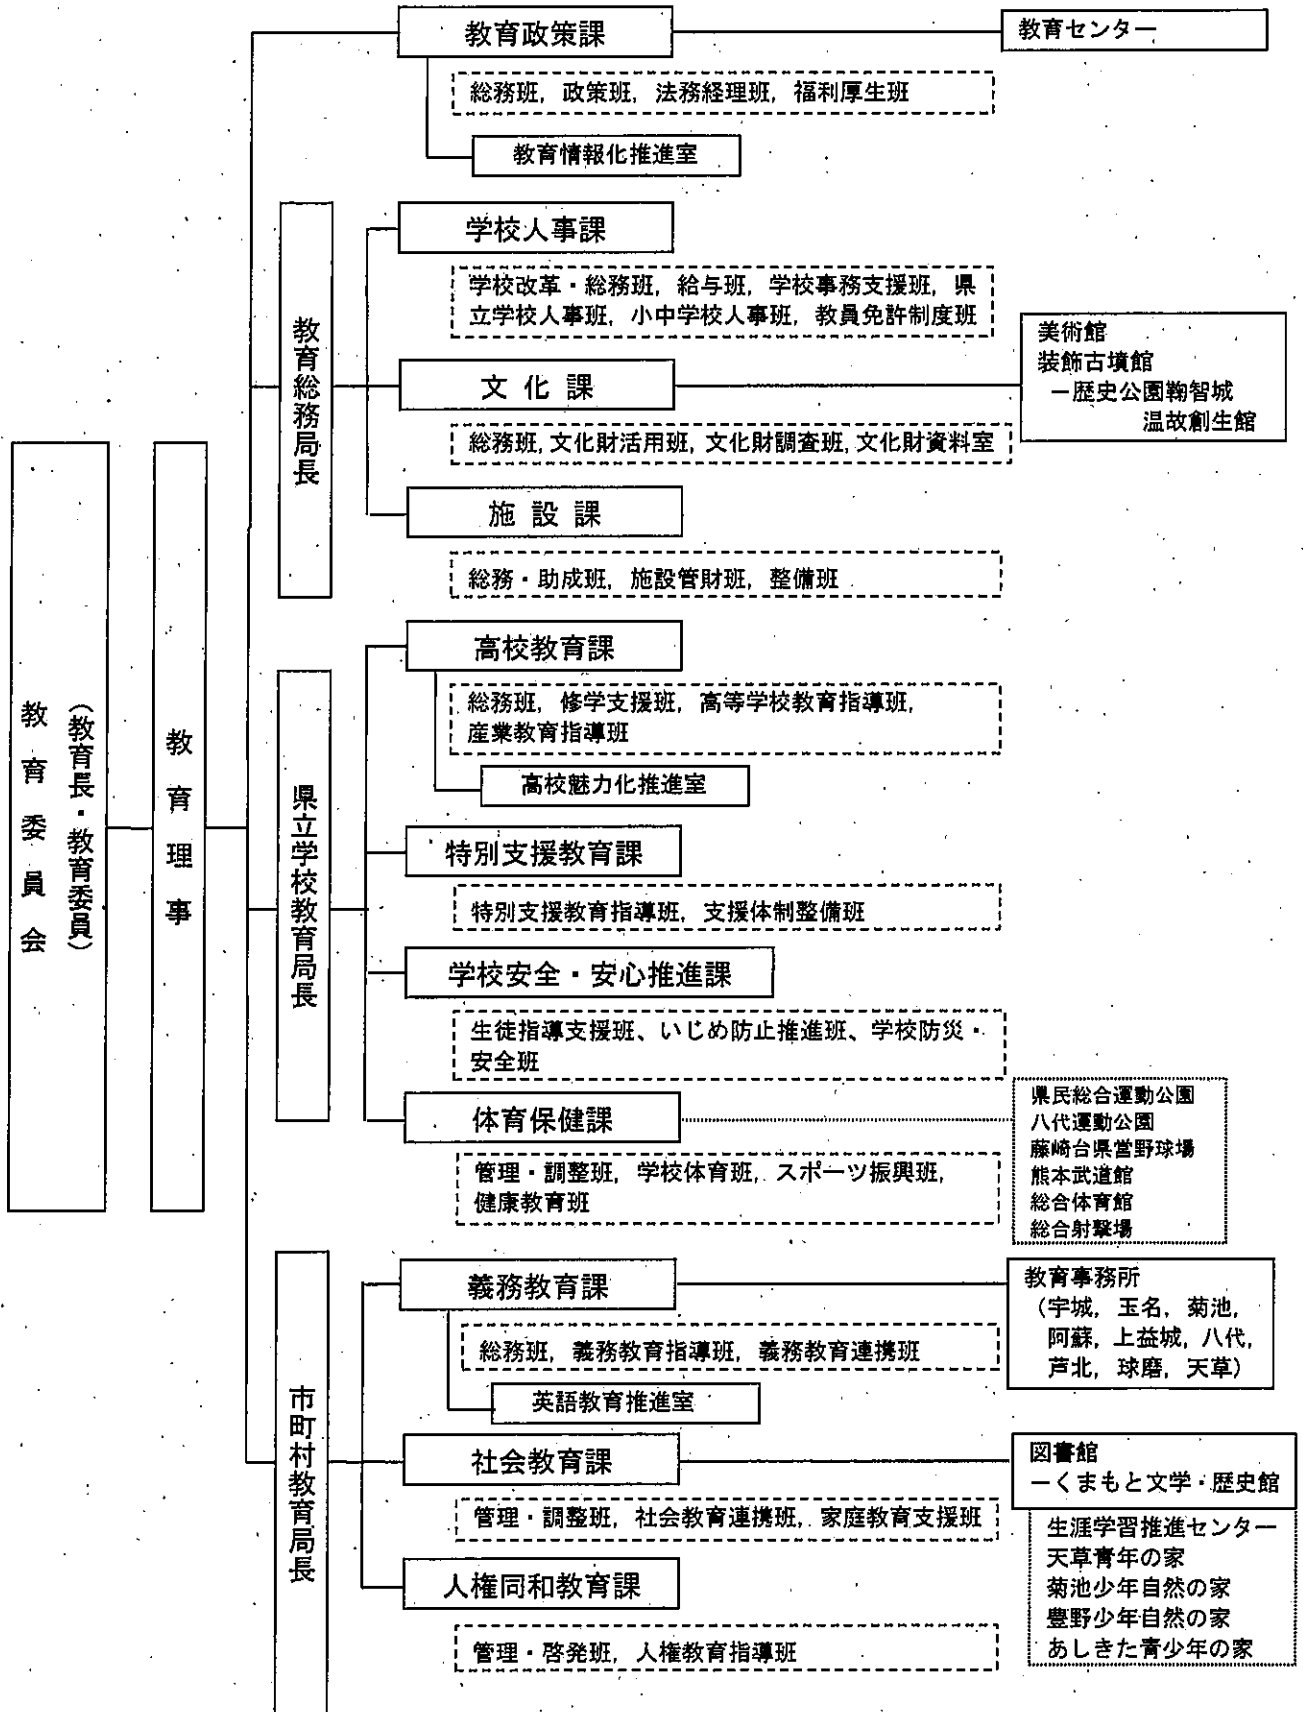 教育委員会
（教育長・教育委員）
教育理事
教育政策課
教育センター
総務班，政策班，法務経理班，福利厚生班
教育情報化推進室
教育総務局長
学校人事課
学校改革・総務班，給与班，学校事務支援班，県
立学校人事班，小中学校人事班，教員免許制度班
文化課
美術館
装飾古墳館
－歴史公園鞠智城
温故創生館
総務班，文化財活用班，文化財調査班，文化財資料室
施設課
総務・助成班，施設管財班，整備班
県立学校教育局長
高校教育課
総務班，修学支援班，高等学校教育指導班，
産業教育指導班
高校魅力化推進室
特別支援教育課
特別支援教育指導班，支援体制整備班
学校安全・安心推進課
生徒指導支援班、いじめ防止推進班、学校防災・
安全班
体育保健課
県民総合運動公園
八代運動公園
藤崎台県営野球場
熊本武道館
総合体育館
総合射撃場
管理・調整班，学校体育班，スポーツ振興班，
健康教育班
市町村教育局長
義務教育課
教育事務所
（宇城，玉名，菊池，
阿蘇，上益城，八代，
芦北，球磨，天草）
総務班，義務教育指導班，義務教育連携班
英語教育推進室
社会教育課
図書館
－くまもと文学・歴史館
管理・調整班，社会教育連携班，家庭教育支援班
生涯学習推進センター
天草青年の家
菊池少年自然の家
豊野少年自然の家
あしきた青少年の家
人権同和教育課
管理・啓発班，人権教育指導班